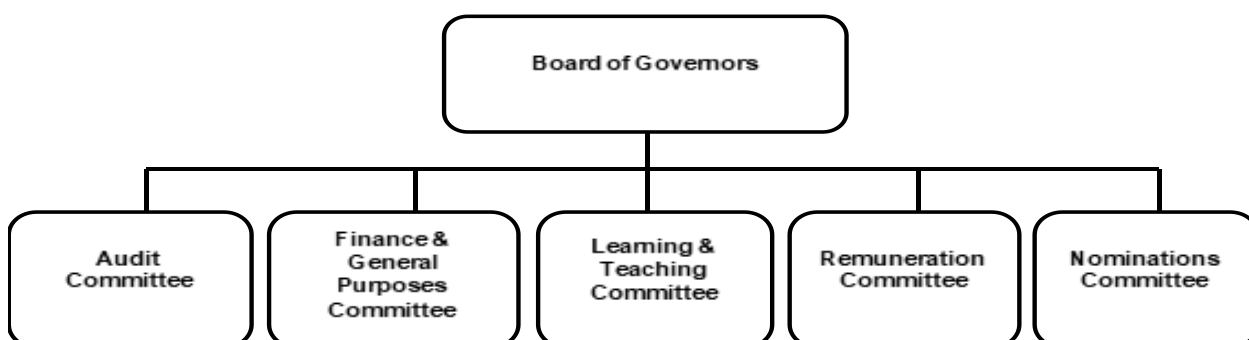 Board of Governors
Audit
Committee
Finance &
General
Purposes
Committee
Learning &
Teaching
Committee
Remuneration
Committee
Nominations
Committee